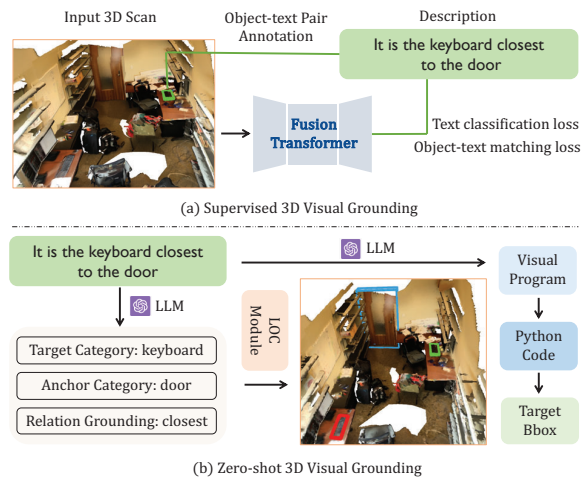 Input 3D Scan
Object-text Pair
Annotation
Description
It is the keyboard closest
to the door
Fusion
Transformer
Text classification loss
Object-text matching loss
(a) Supervised 3D Visual Grounding
It is the keyboard closest
to the door
LLM
Visual
Program
LLM
LOC
Module
Target Category: keyboard
Anchor Category: door
Relation Grounding: closest
Python
Code
Target
Bbox
(b) Zero-shot 3D Visual Grounding